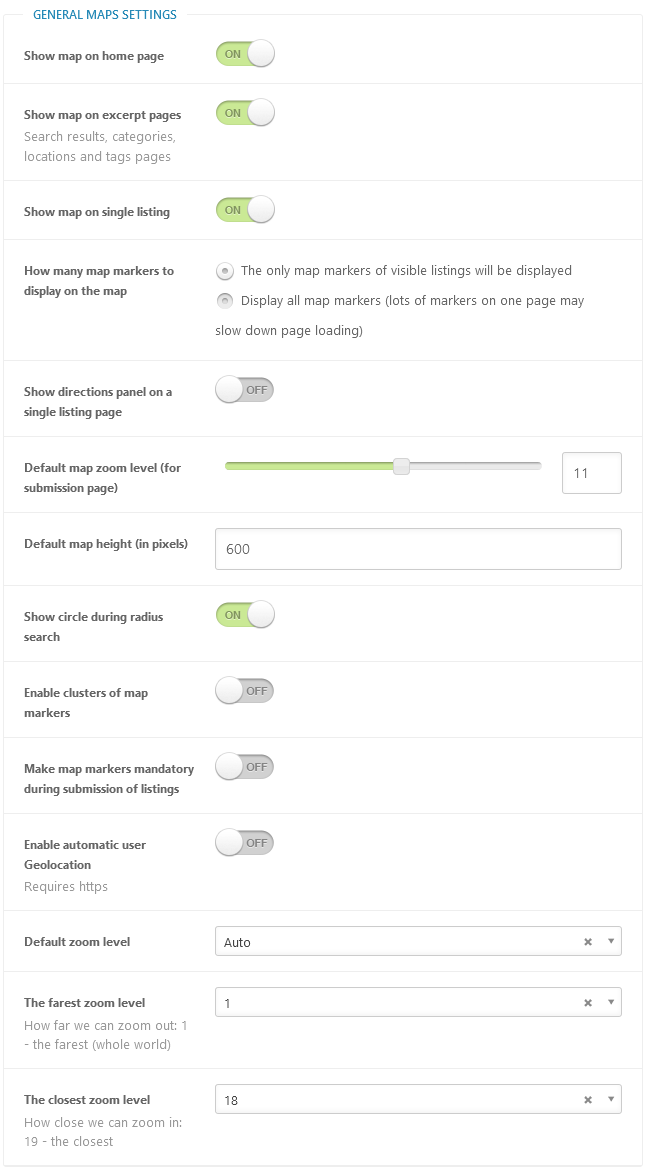 GENERAL MAPS SETTINGS
Show map on home page
ON
Show map on excerpt pages
Search results, categories,
locations and tags pages
ON
Show map on single listing
ON
How many map markers to
display on the map
The only map markers of visible listings will be displayed
Display all map markers (lots of markers on one page may
slow down page loading)
Show directions panel on a
single listing page
OFF
Default map zoom level (for
submission page)
11
Default map height (in pixels)
600
Show circle during radius
search
ON
Enable clusters of map
markers
OFF
Make map markers mandatory
during submission of listings
OFF
Enable automatic user
Geolocation
Requires https
OFF
Default zoom level
Auto
The farest zoom level
How far we can zoom out: 1
- the farest (whole world)
1
The closest zoom level
How close we can zoom in:
19 - the closest
18